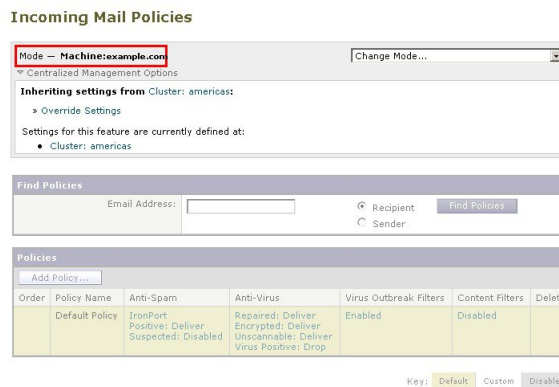 Incoming Mail Policies
Mode — Machine:example.com
Change Mode...
Centralized Management Options
Inheriting settings from Cluster: americas:
» Override Settings
Settings for this feature are currently defined at:
• Cluster: americas
Find Policies
Email Address:
Recipient
Sender
Find Policies
Policies
Add Policy...
Order Policy Name Anti-Spam Anti-Virus Virus Outbreak Filters Content Filters Delet
Default Policy IronPort Repaired: Deliver Enabled Disabled
Positive: Deliver Encrypted: Deliver
Suspected: Disabled Unscannable: Deliver
Virus Positive: Drop
Key: Default Custom Disable